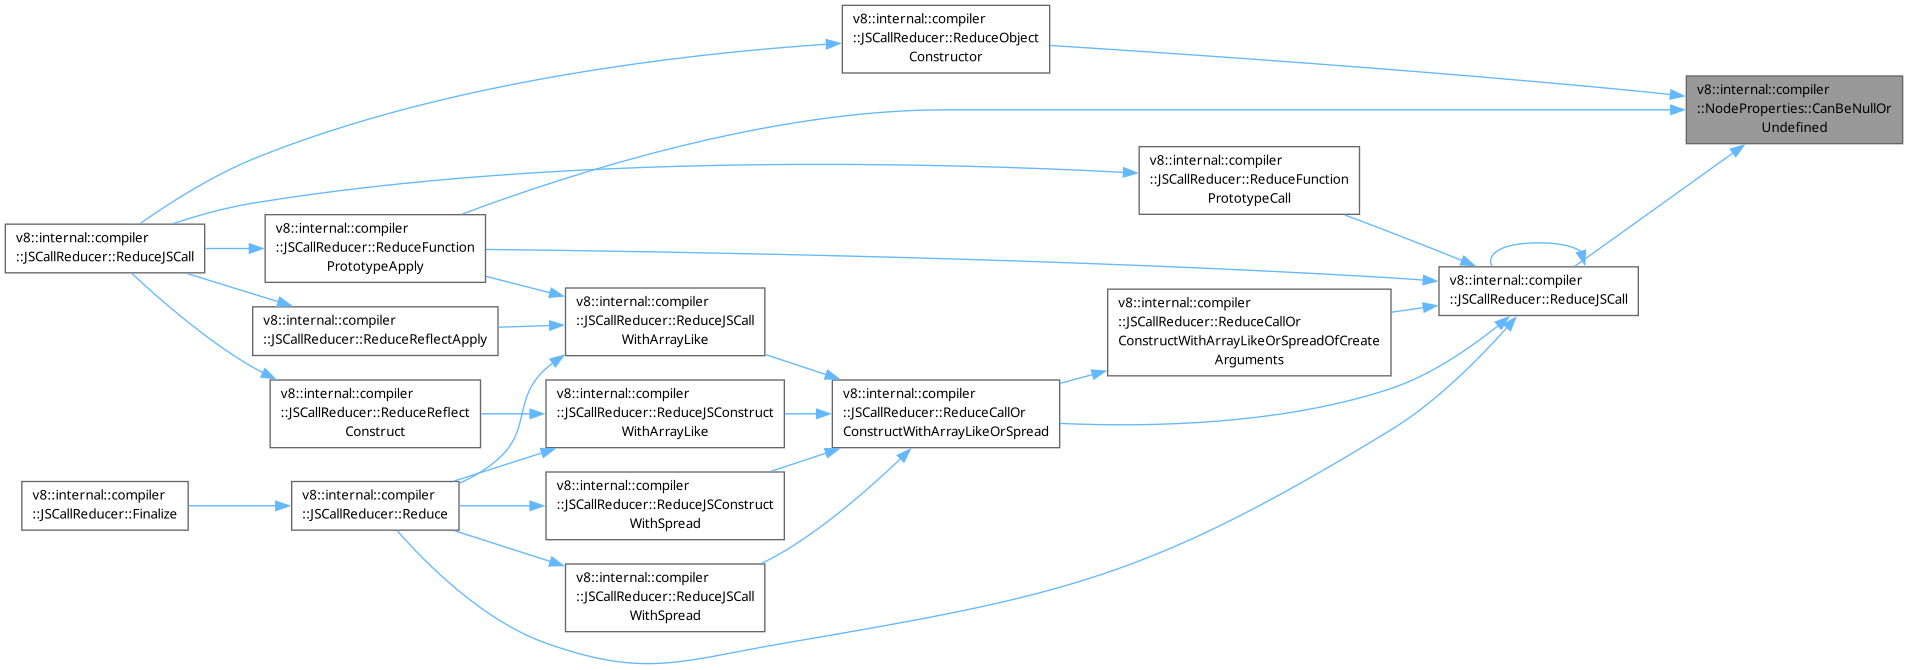 v8::internal::compiler
::JSCallReducer::ReduceObject
Constructor
v8::internal::compiler
::NodeProperties::CanBeNullOr
Undefined
v8::internal::compiler
::JSCallReducer::ReduceFunction
PrototypeCall
v8::internal::compiler
::JSCallReducer::ReduceJSCall
v8::internal::compiler
::JSCallReducer::ReduceFunction
PrototypeApply
v8::internal::compiler
::JSCallReducer::ReduceJSCall
v8::internal::compiler
::JSCallReducer::ReduceReflectApply
v8::internal::compiler
::JSCallReducer::ReduceJSCall
WithArrayLike
v8::internal::compiler
::JSCallReducer::ReduceCallOr
ConstructWithArrayLikeOrSpreadOfCreate
Arguments
v8::internal::compiler
::JSCallReducer::ReduceReflect
Construct
v8::internal::compiler
::JSCallReducer::ReduceJSConstruct
WithArrayLike
v8::internal::compiler
::JSCallReducer::ReduceCallOr
ConstructWithArrayLikeOrSpread
v8::internal::compiler
::JSCallReducer::Finalize
v8::internal::compiler
::JSCallReducer::Reduce
v8::internal::compiler
::JSCallReducer::ReduceJSConstruct
WithSpread
v8::internal::compiler
::JSCallReducer::ReduceJSCall
WithSpread